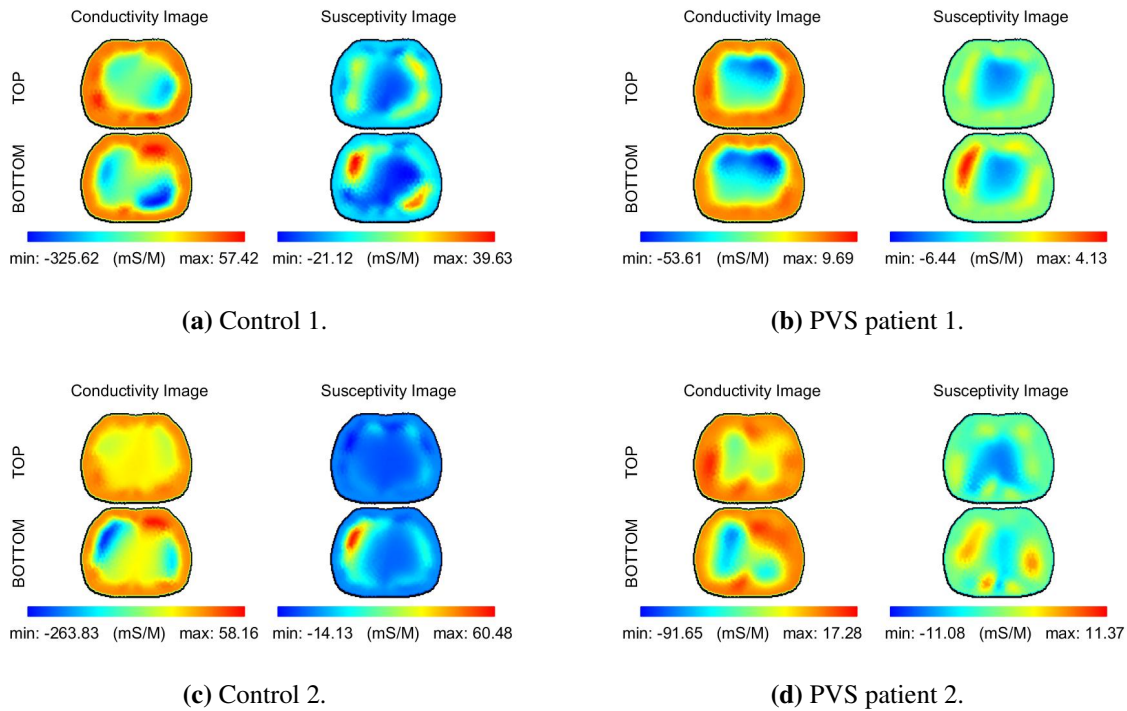 Conductivity Image Susceptivity Image
TOP
BOTTOM
min: -325.62 (mS/M) max: 57.42 min: -21.12 (mS/M) max: 39.63
(a) Control 1.
Conductivity Image Susceptivity Image
TOP
BOTTOM
min: -53.61 (mS/M) max: 9.69 min: -6.44 (mS/M) max: 4.13
(b) PVS patient 1.
Conductivity Image Susceptivity Image
TOP
BOTTOM
min: -263.83 (mS/M) max: 58.16 min: -14.13 (mS/M) max: 60.48
(c) Control 2.
Conductivity Image Susceptivity Image
TOP
BOTTOM
min: -91.65 (mS/M) max: 17.28 min: -11.08 (mS/M) max: 11.37
(d) PVS patient 2.